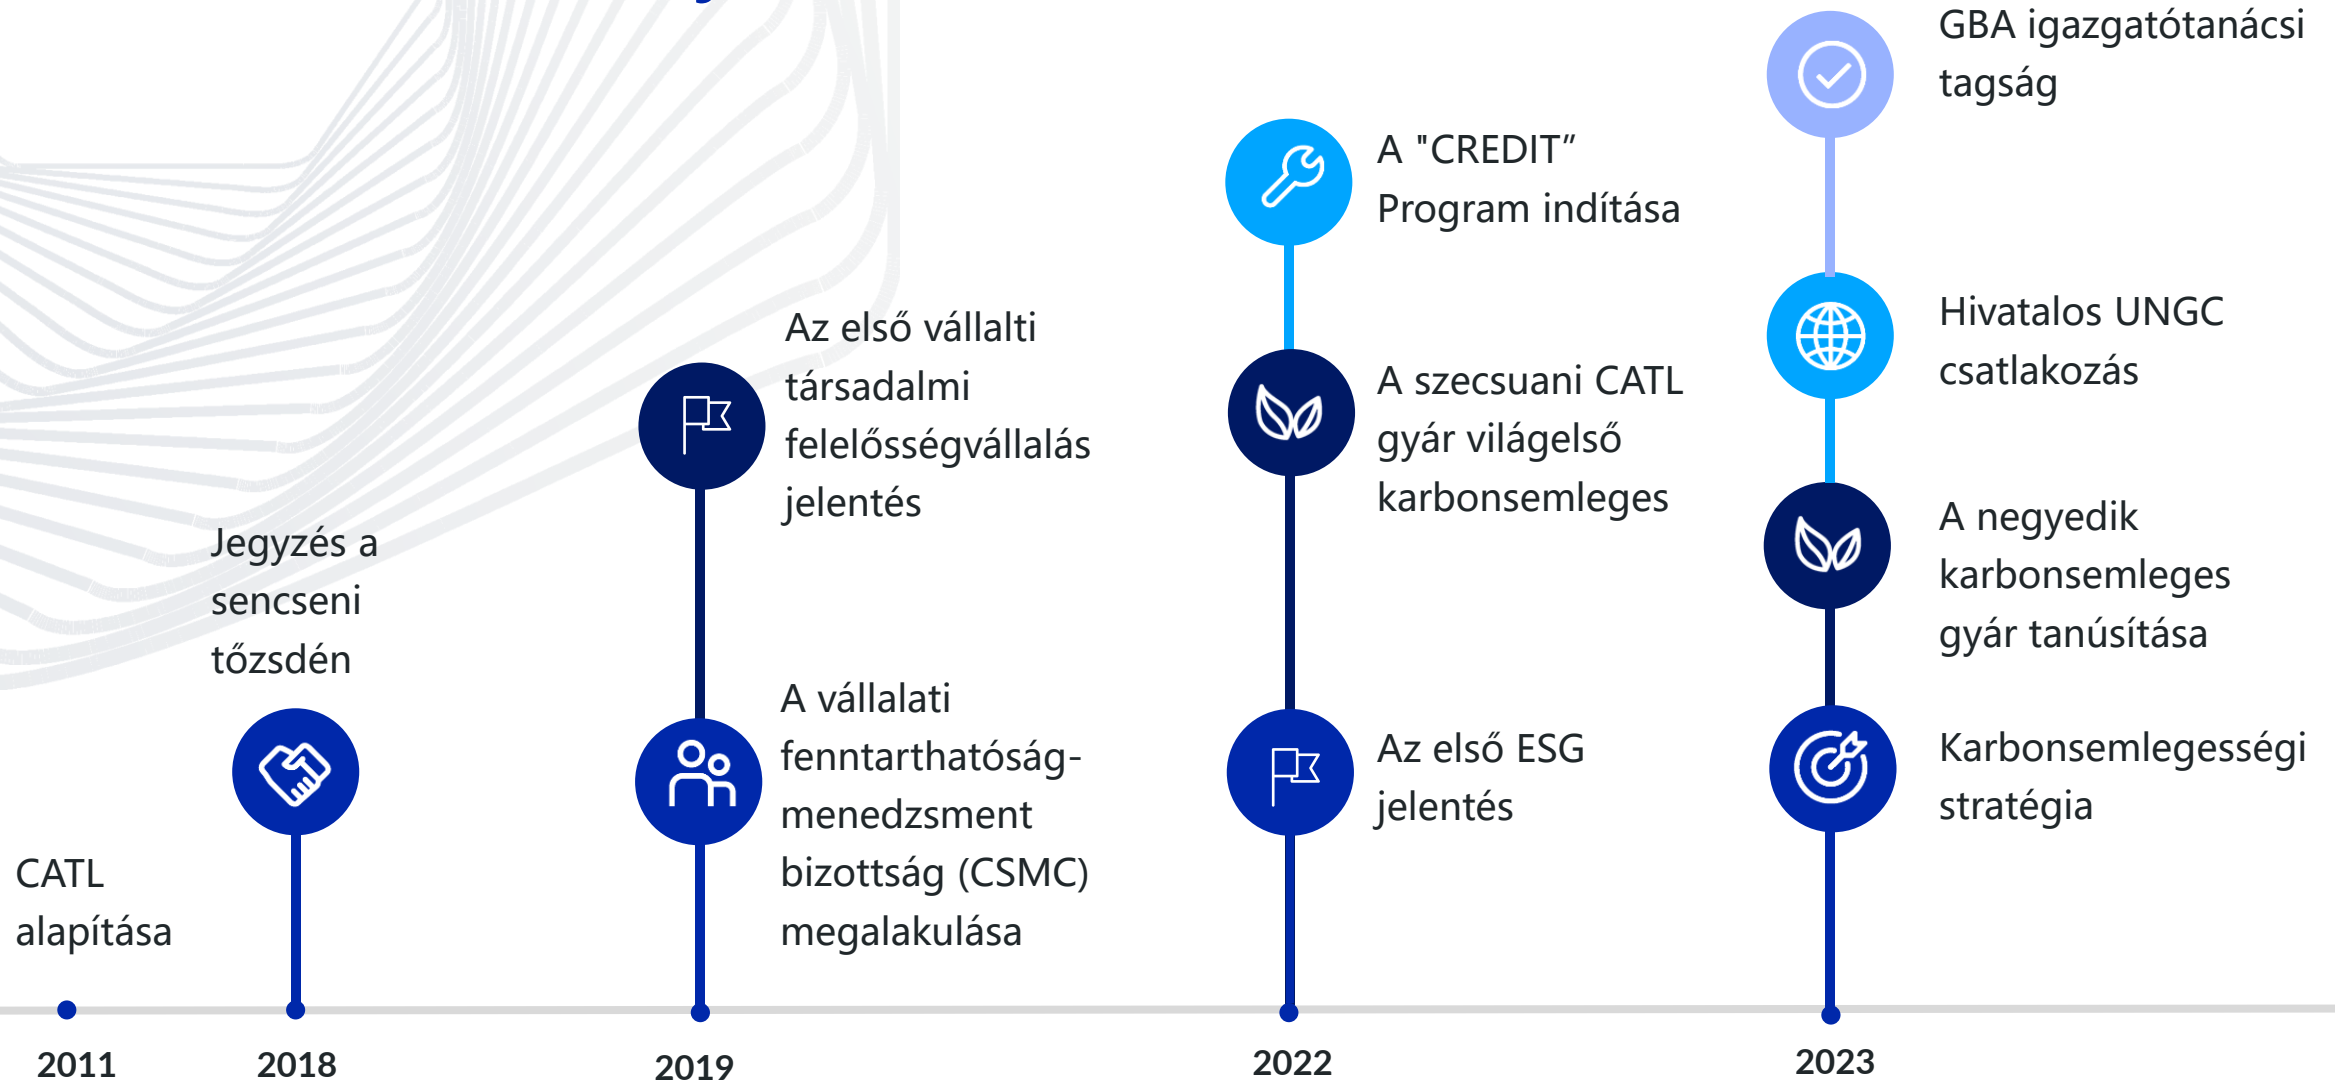 CATL
alapítása
2011
Jegyzés a
sencseni
tőzsdén
2018
Az első vállalti
társadalmi
felelősségvállalás
jelentés
A vállalati
fenntarthatóság-
menedzsment
bizottság (CSMC)
megalakulása
2019
A "CREDIT”
Program indítása
A szecsuani CATL
gyár világelső
karbonsemleges
Az első ESG
jelentés
2022
GBA igazgatótanácsi
tagság
Hivatalos UNGC
csatlakozás
A negyedik
karbonsemleges
gyár tanúsítása
Karbonsemlegességi
stratégia
2023